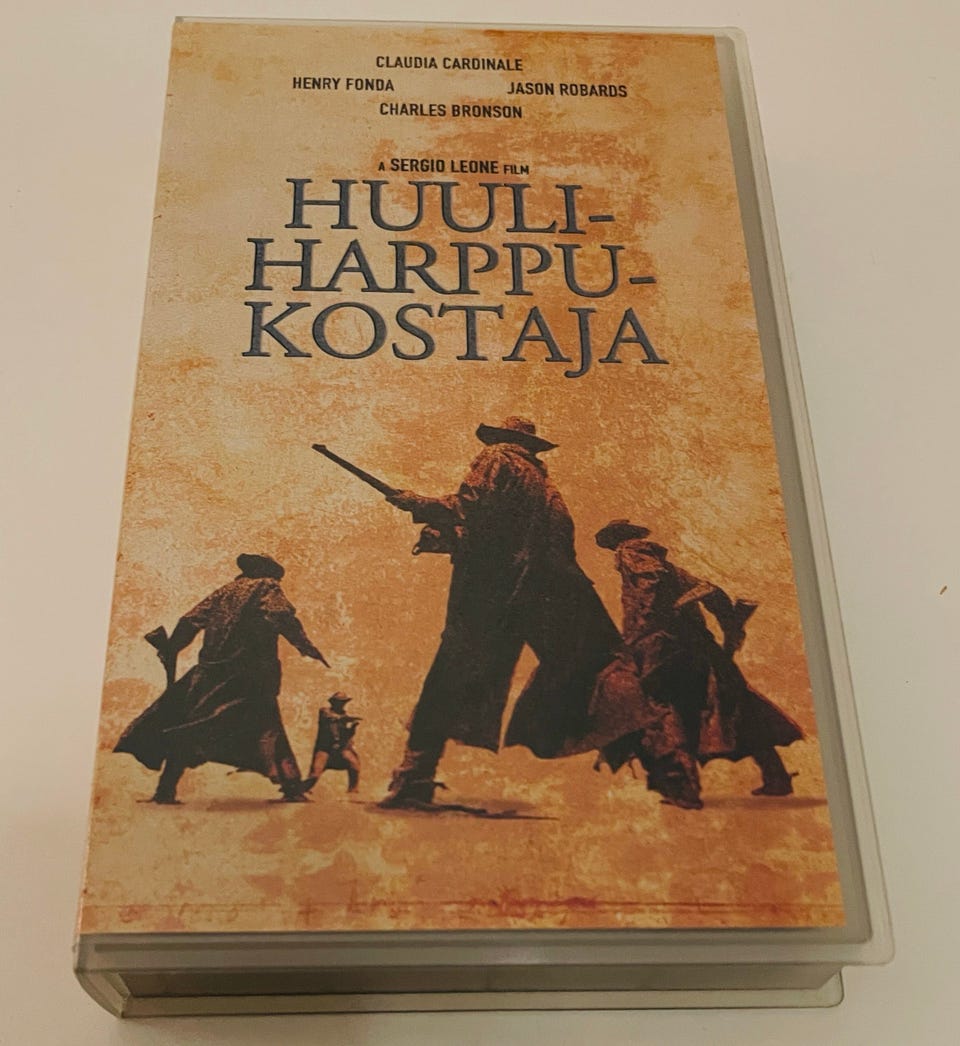 CLAUDIA CARDINALE
HENRY FONDA JASON ROBARDS
CHARLES BRONSON
A SERGIO LEONE FILM
HUULI-
HARPPU-
KOSTAJA